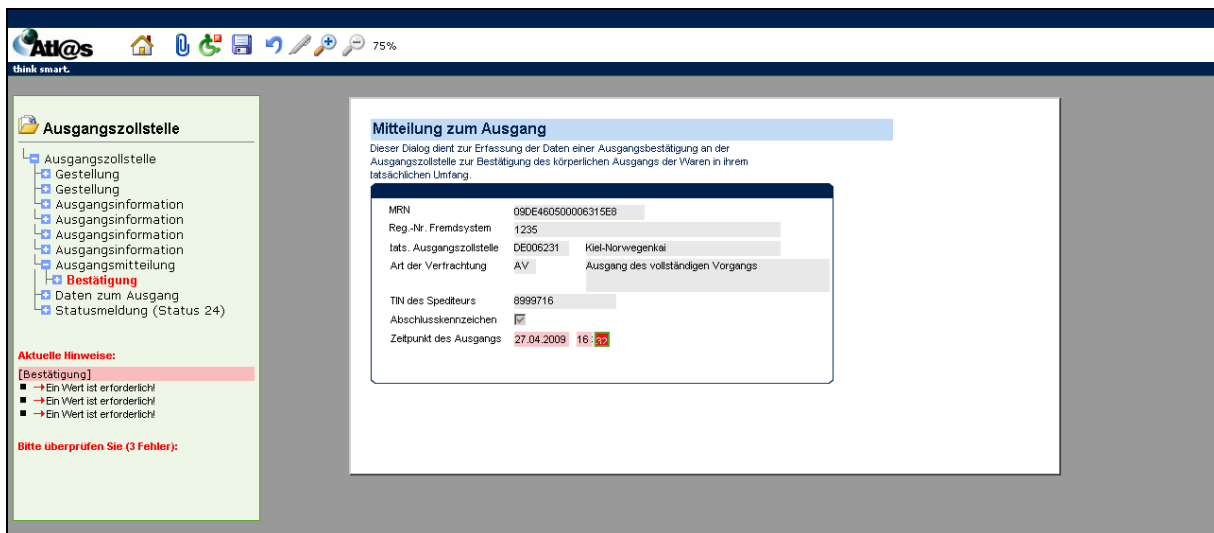 Atl@s
75%
think smart.
Ausgangszollstelle
Ausgangszollstelle
Gestellung
Gestellung
Ausgangsinformation
Ausgangsinformation
Ausgangsinformation
Ausgangsinformation
Ausgangsmitteilung
Bestätigung
Daten zum Ausgang
Statusmeldung (Status 24)
Aktuelle Hinweise:
[Bestätigung]
→Ein Wert ist erforderlich!
→Ein Wert ist erforderlich!
→Ein Wert ist erforderlich!
Bitte überprüfen Sie (3 Fehler):
Mitteilung zum Ausgang
Dieser Dialog dient zur Erfassung der Daten einer Ausgangsbestätigung an der
Ausgangszollstelle zur Bestätigung des körperlichen Ausgangs der Waren in ihrem
tatsächlichen Umfang.
MRN 09DE460500006315E8
Reg.-Nr. Fremdsystem 1235
tats. Ausgangszollstelle DE006231 Kiel-Norwegenkai
Art der Verfrachtung AV Ausgang des vollständigen Vorgangs
TIN des Spediteurs 8999716
Abschlusskennzeichen
Zeitpunkt des Ausgangs 27.04.2009 16:32